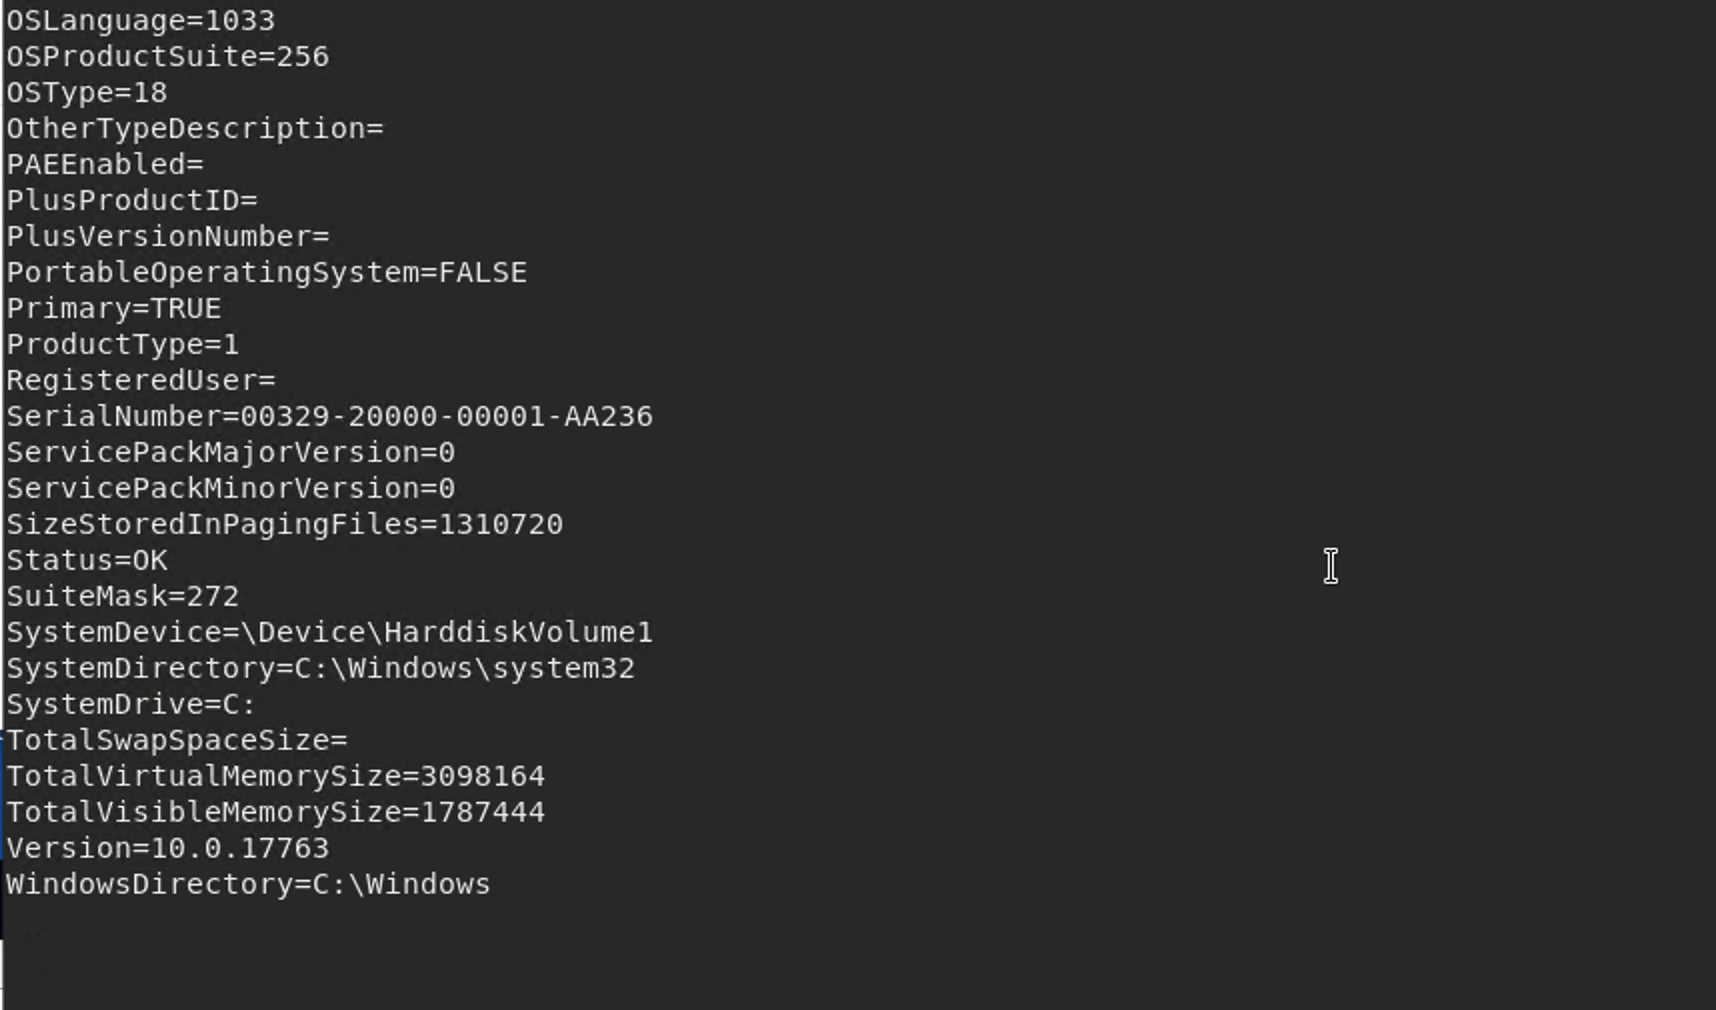 OSLanguage=1033
OSProductSuite=256
OSType=18
OtherTypeDescription=
PAEEnabled=
PlusProductID=
PlusVersionNumber=
PortableOperatingSystem=FALSE
Primary=TRUE
ProductType=1
RegisteredUser=
SerialNumber=00329-20000-00001-AA236
ServicePackMajorVersion=0
ServicePackMinorVersion=0
SizeStoredInPagingFiles=1310720
Status=OK
SuiteMask=272
SystemDevice=\Device\HarddiskVolume1
SystemDirectory=C:\Windows\system32
SystemDrive=C:
TotalSwapSpaceSize=
TotalVirtualMemorySize=3098164
TotalVisibleMemorySize=1787444
Version=10.0.17763
WindowsDirectory=C:\Windows